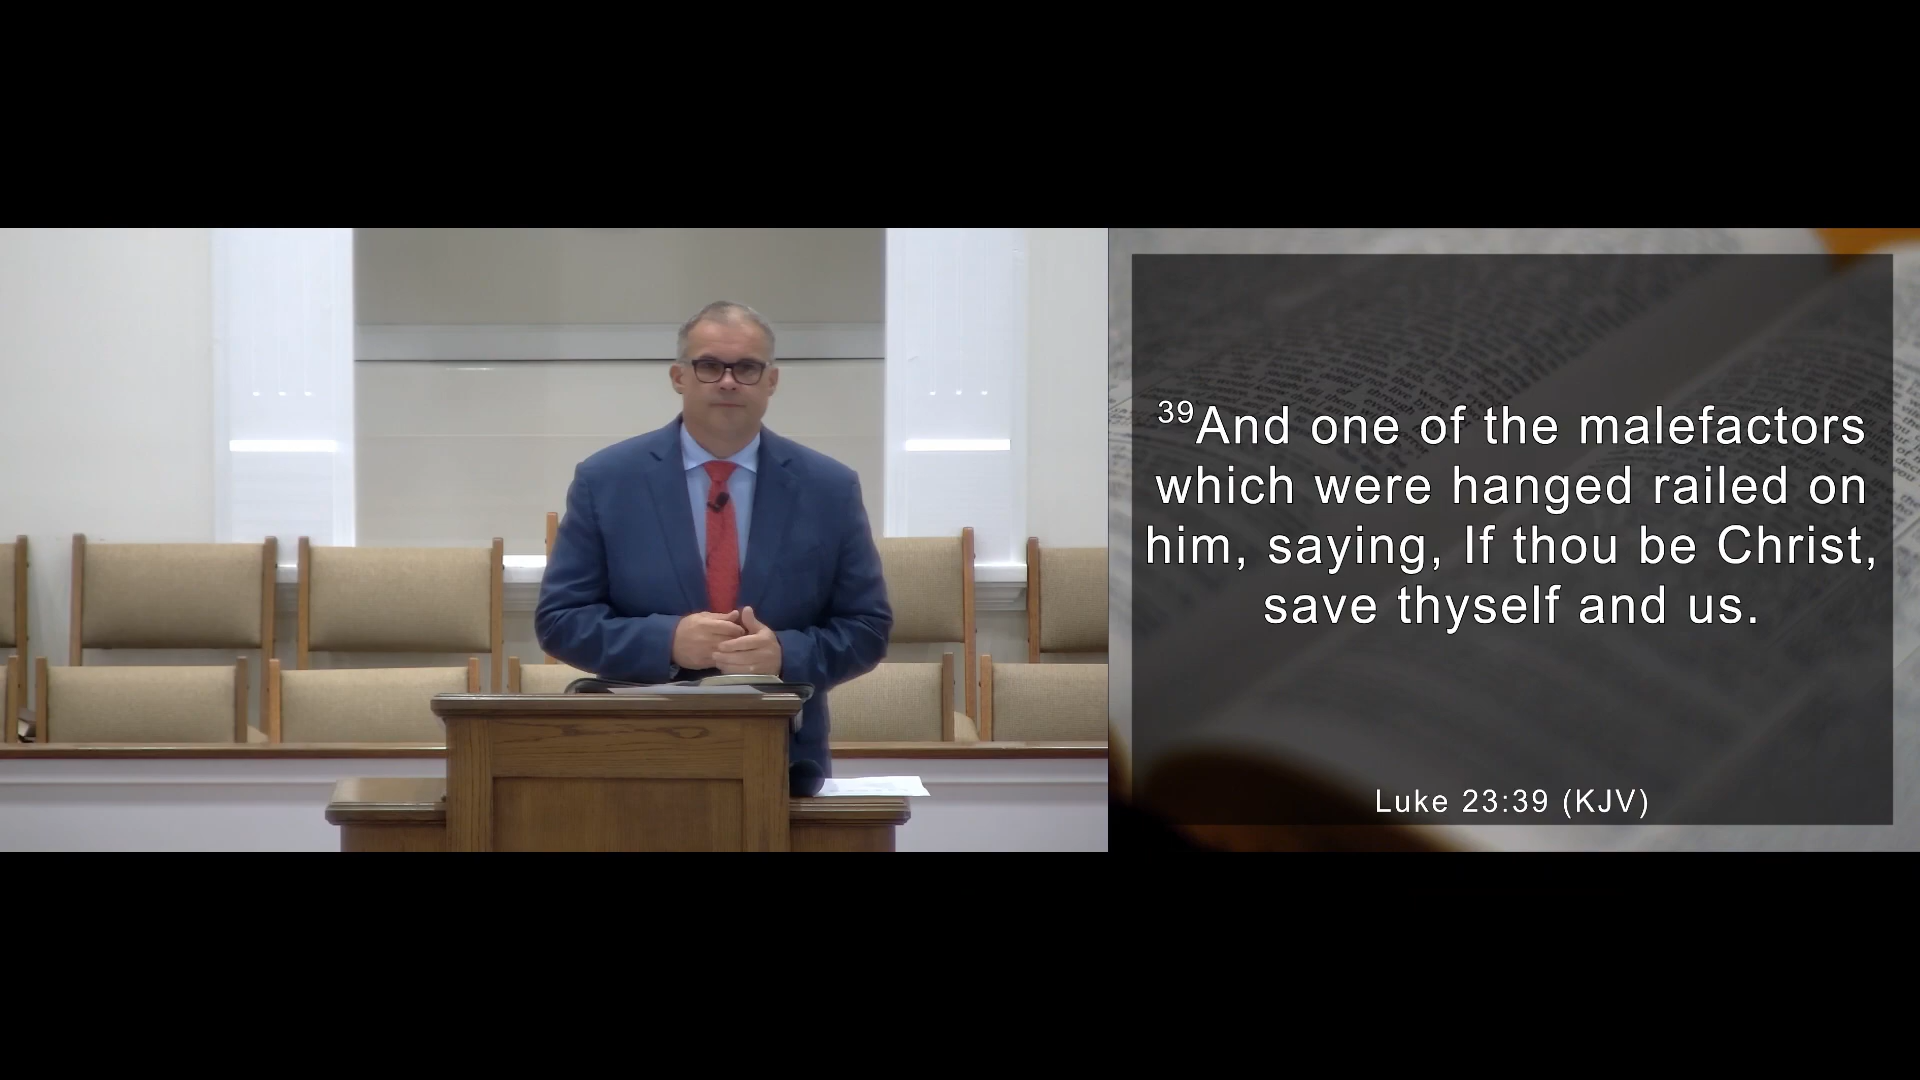 39And one of the malefactors
which were hanged railed on
him, saying, If thou be Christ,
save thyself and us.
Luke 23:39 (KJV)